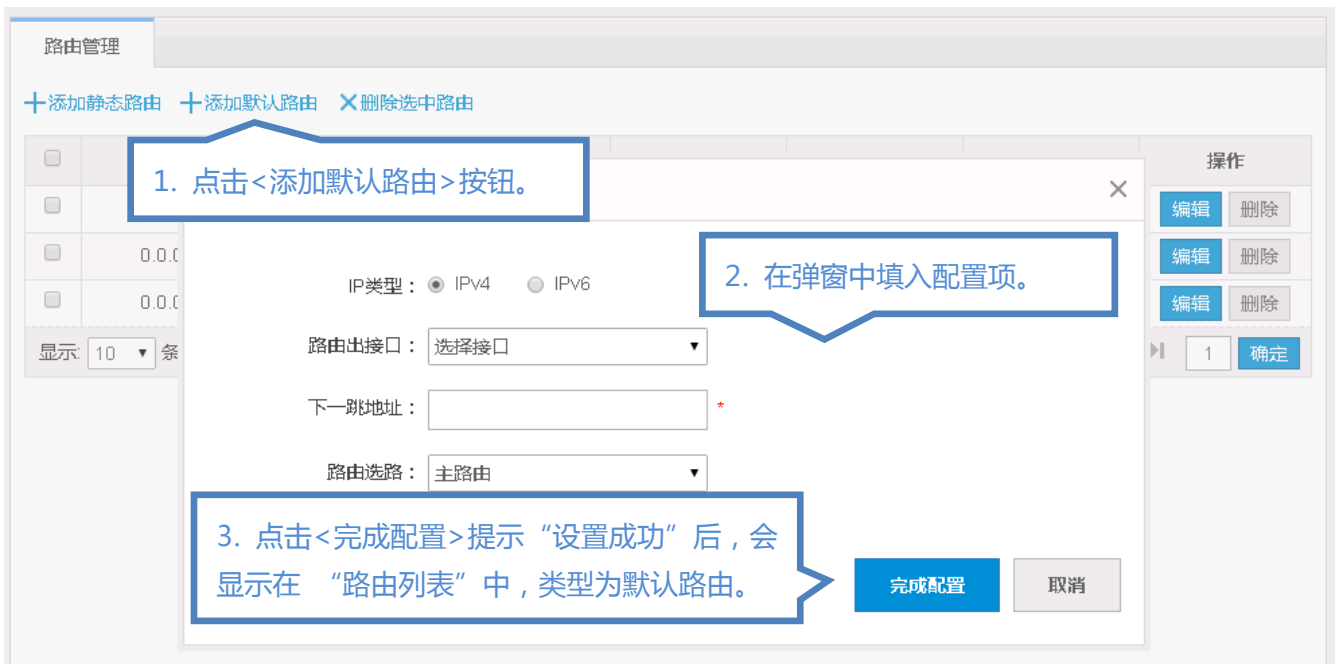 路由管理
添加静态路由 添加默认路由 删除选中路由
操作
1. 点击<添加默认路由>按钮。
编辑 删除
0.0.0
编辑 删除
IP类型： IPv4 IPv6
2. 在弹窗中填入配置项。
0.0.0
编辑 删除
路由出接口： 选择接口
显示: 10 条
1 确定
下一跳地址： *
路由选路： 主路由
3. 点击<完成配置>提示“设置成功”后，会
显示在 “路由列表”中，类型为默认路由。
完成配置 取消